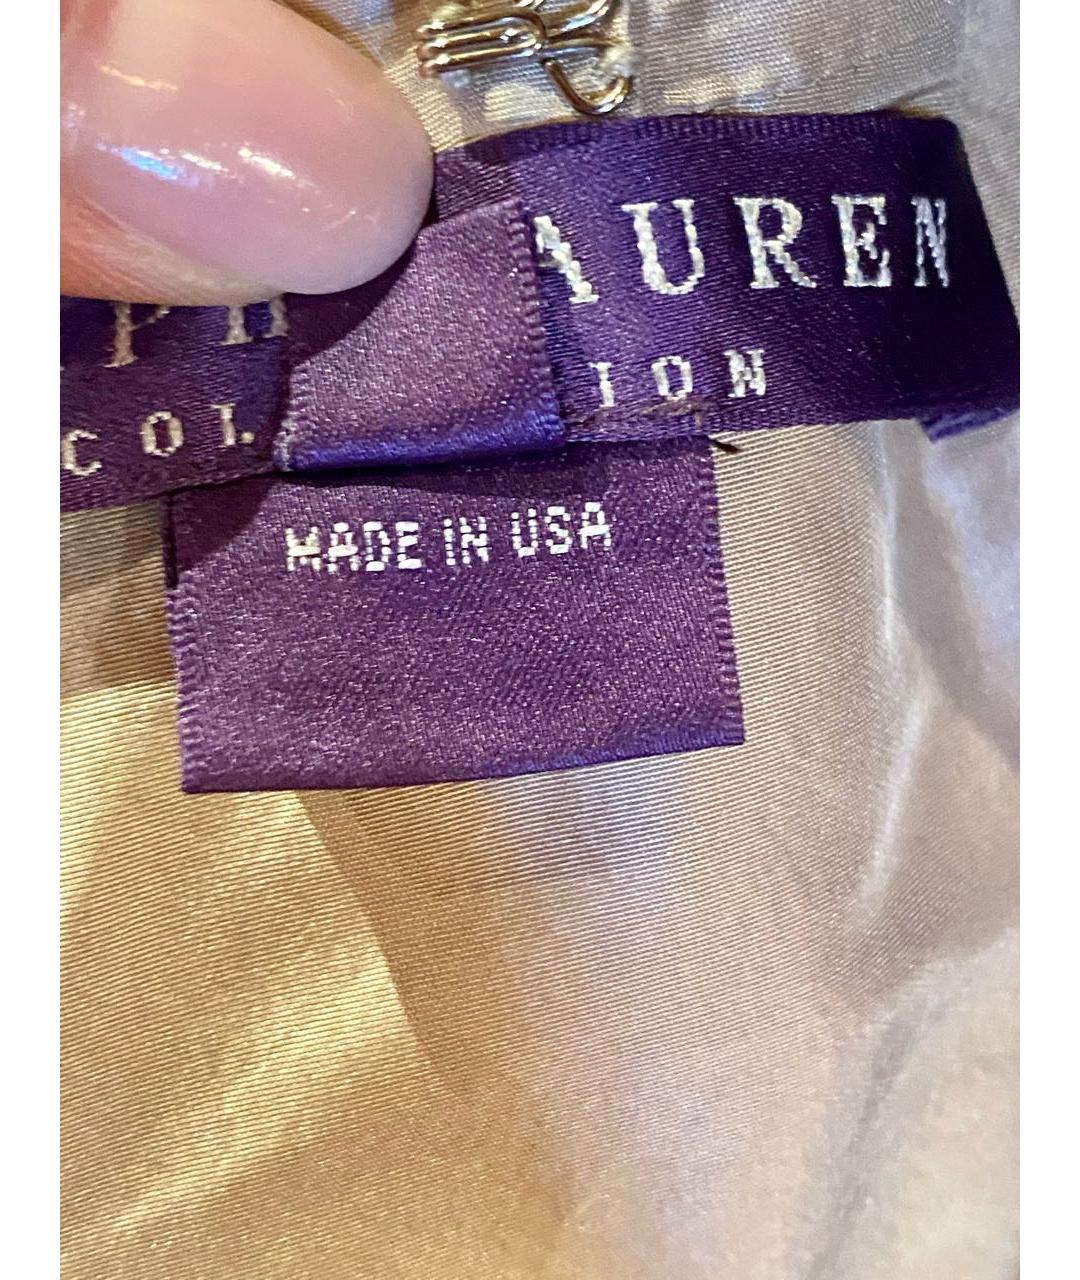 PH AUREN
COL ION
MADE IN USA